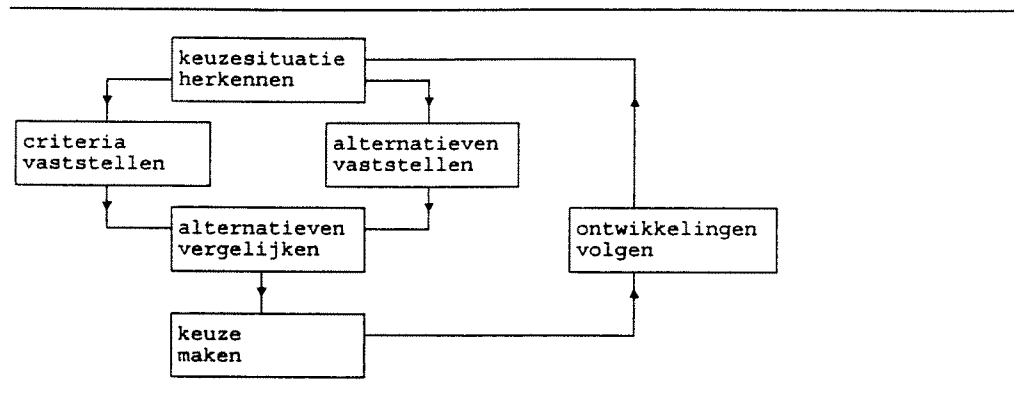 keuzesituatie
herkennen
criteria
vaststellen
alternatieven
vaststellen
alternatieven
vergelijken
ontwikkelingen
volgen
keuze
maken